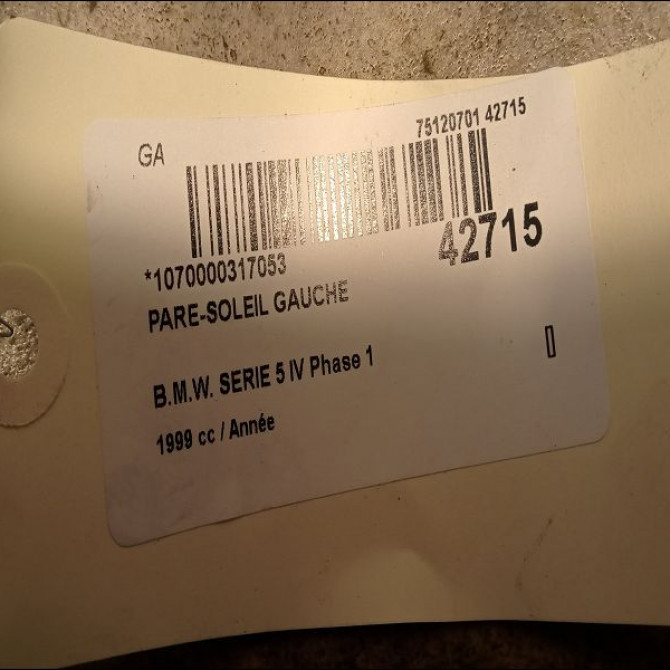 GA
75120701 42715
*1070000317053
42715
PARE-SOLEIL GAUCHE
B.M.W. SERIE 5 IV Phase 1
1999 cc / Année